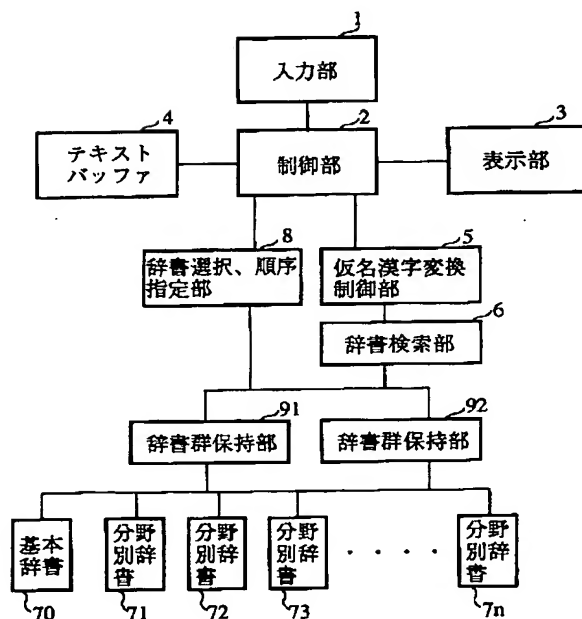 1
入力部
4
テキスト
バッファ
2
制御部
3
表示部
8
辞書選択、順序
指定部
5
仮名漢字変換
制御部
6
辞書検索部
91
辞書群保持部
92
辞書群保持部
基本
辞書
70
分野
別辞
書
71
分野
別辞
書
72
分野
別辞
書
73
・・・・
分野
別辞
書
7n